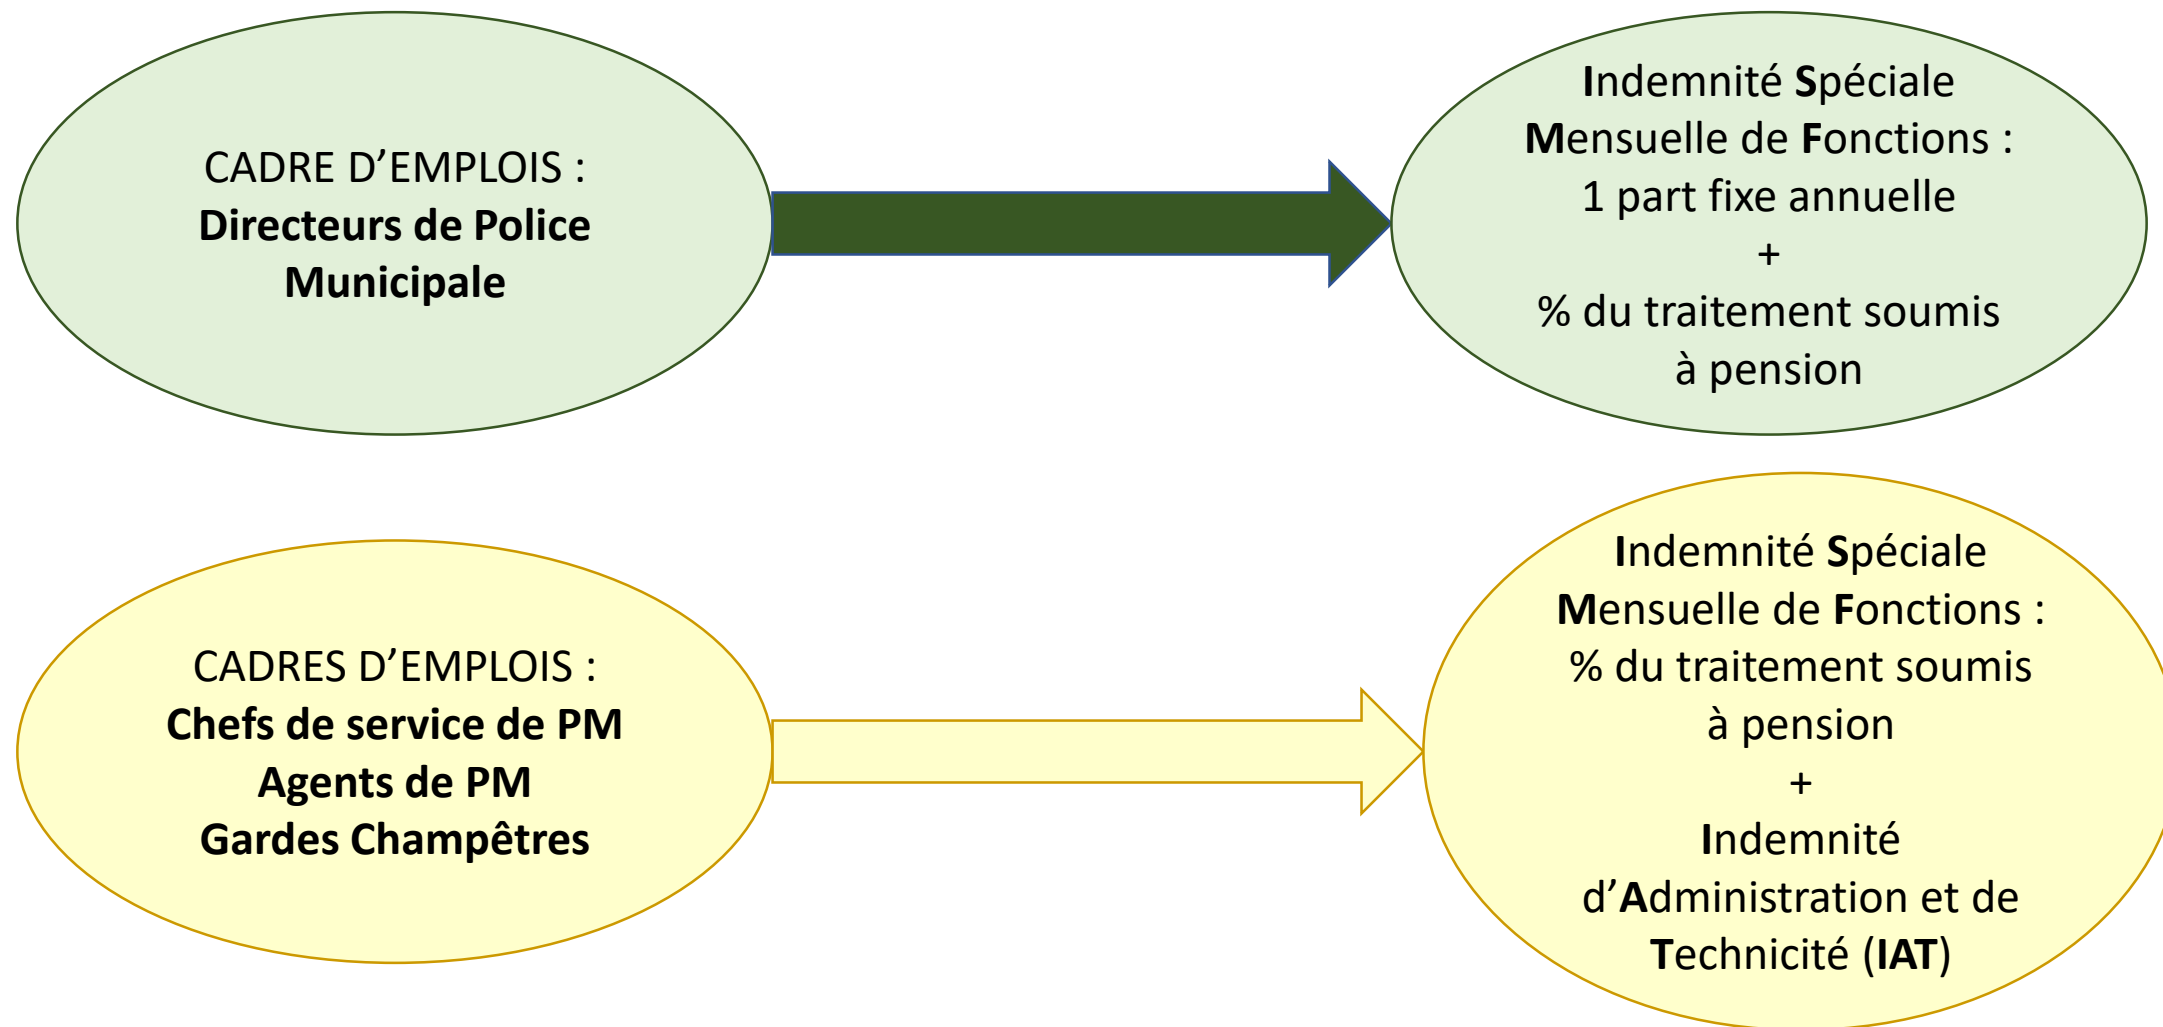 CADRE D’EMPLOIS :
Directeurs de Police
Municipale
Indemnité Spéciale
Mensuelle de Fonctions :
1 part fixe annuelle
+
% du traitement soumis
à pension
CADRES D’EMPLOIS :
Chefs de service de PM
Agents de PM
Gardes Champêtres
Indemnité Spéciale
Mensuelle de Fonctions :
% du traitement soumis
à pension
+
Indemnité
d’Administration et de
Technicité (IAT)